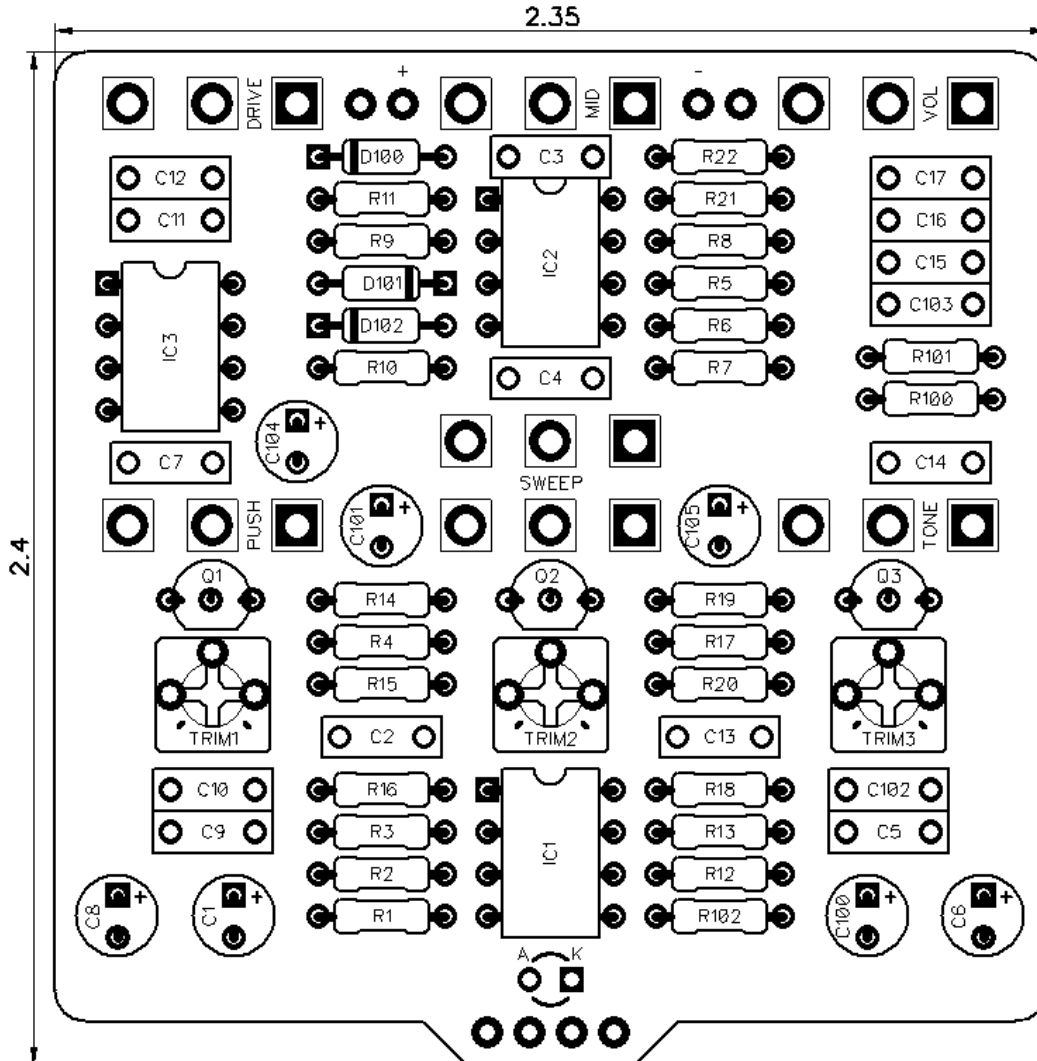 2.35
+ -
DRIVE MID VOL
D100 C3 R22
C12 R11 R21 C17
C11 R9 IC2 R8 C16
D101 R5 C15
IC3 D102 R6 C103
R10 C4 R7 R101
R100
C104 +
C7 SWEEP C14
PUSH C101 + C105 + TONE
2.4
Q1 R14 Q2 R19 Q3
R4 R17
R15 R20
TRIM1 C2 TRIM2 C13 TRIM3
C10 R16 R18 C102
C9 R3 IC1 R13 C5
R2 R12
C8 + C1 + R1 R102 C100 + C6 +
A K